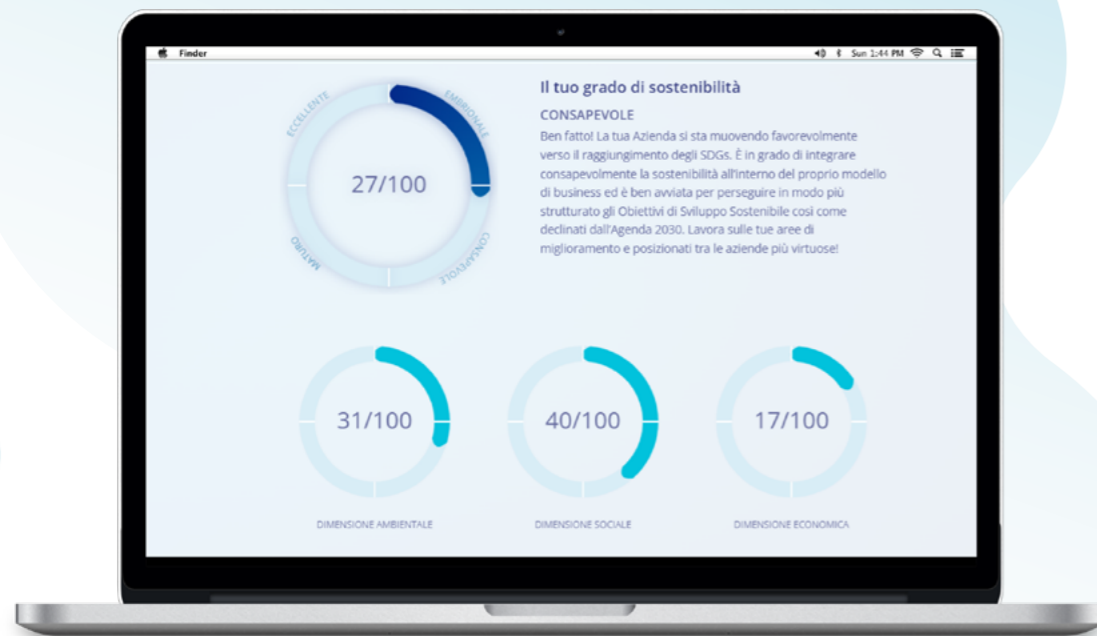 Finder
Sun 1:44 PM
ECCELLENTE
EMBRIONALE
27/100
MATURO
CONSAPEVOLE
Il tuo grado di sostenibilità
CONSAPEVOLE
Ben fatto! La tua Azienda si sta muovendo favorevolmente
verso il raggiungimento degli SDGs. È in grado di integrare
consapevolmente la sostenibilità all'interno del proprio modello
di business ed è ben avviata per perseguire in modo più
strutturato gli Obiettivi di Sviluppo Sostenibile così come
declinati dall'Agenda 2030. Lavora sulle tue aree di
miglioramento e posizionati tra le aziende più virtuose!
31/100
40/100
17/100
DIMENSIONE AMBIENTALE
DIMENSIONE SOCIALE
DIMENSIONE ECONOMICA